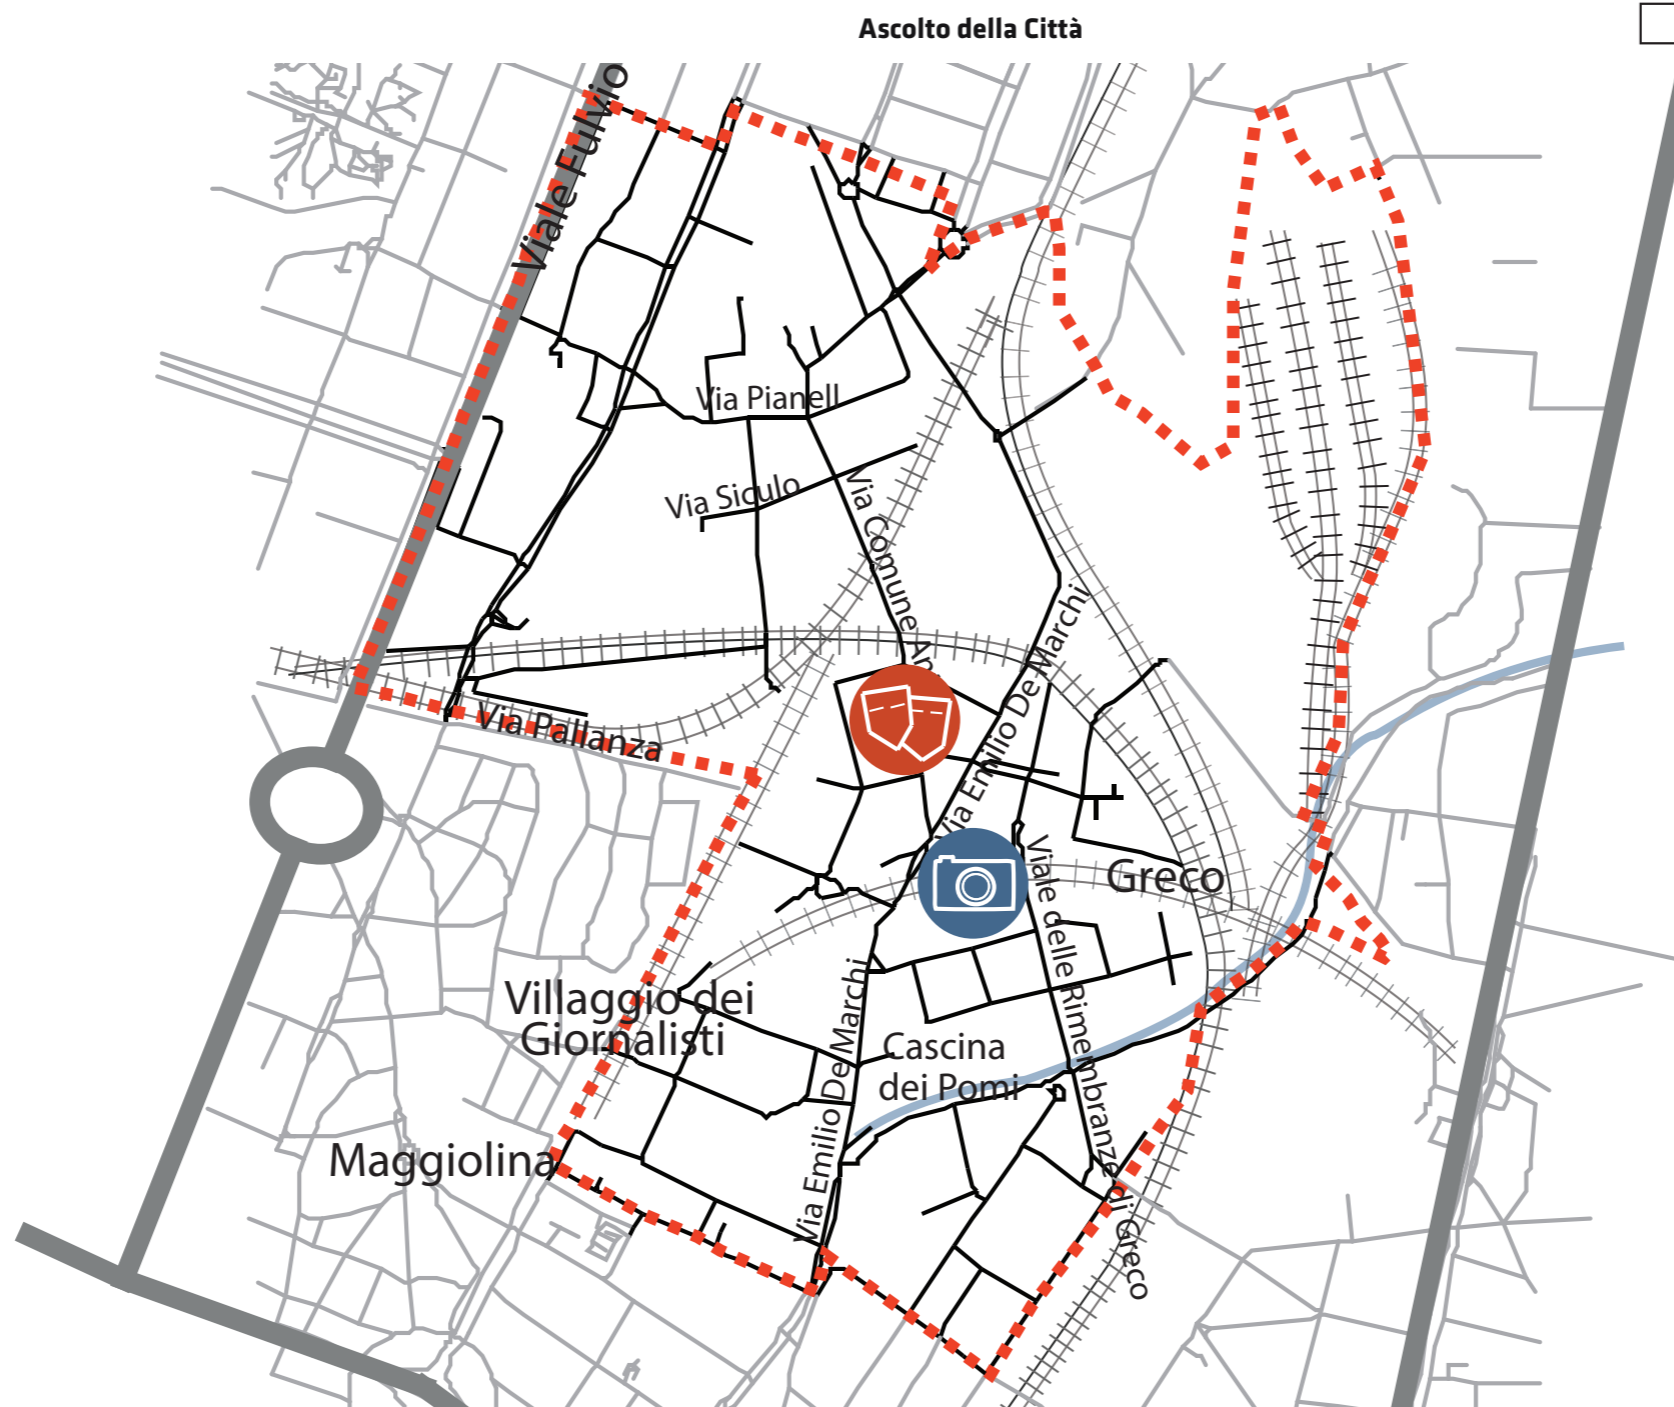 Ascolto della Città
Viale Fulvio
Via Pianell
Via Siculo
Via Comune An
Via Emilio De Marchi
Via Pallanza
Greco
Viale delle Rimembranze di Greco
Villaggio dei
Giornalisti
Via Emilio De Marchi
Cascina
dei Pomi
Maggiolina